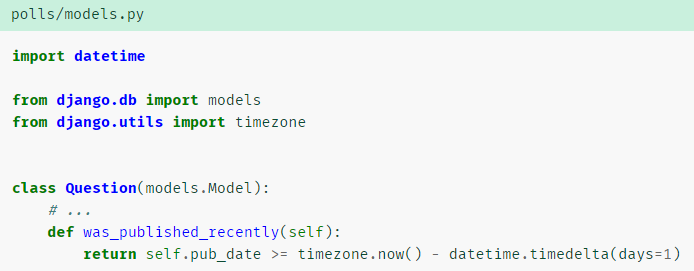 polls/models.py
import datetime
from django.db import models
from django.utils import timezone
class Question(models.Model):
    # ...
    def was_published_recently(self):
        return self.pub_date >= timezone.now() - datetime.timedelta(days=1)